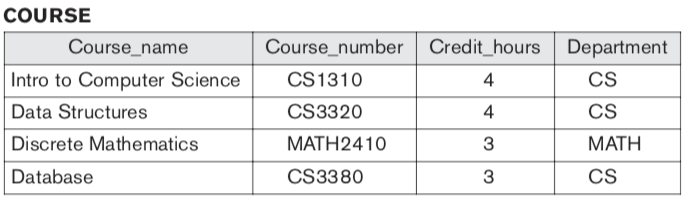 COURSE
Course_name Course_number Credit_hours Department
Intro to Computer Science CS1310 4 CS
Data Structures CS3320 4 CS
Discrete Mathematics MATH2410 3 MATH
Database CS3380 3 CS